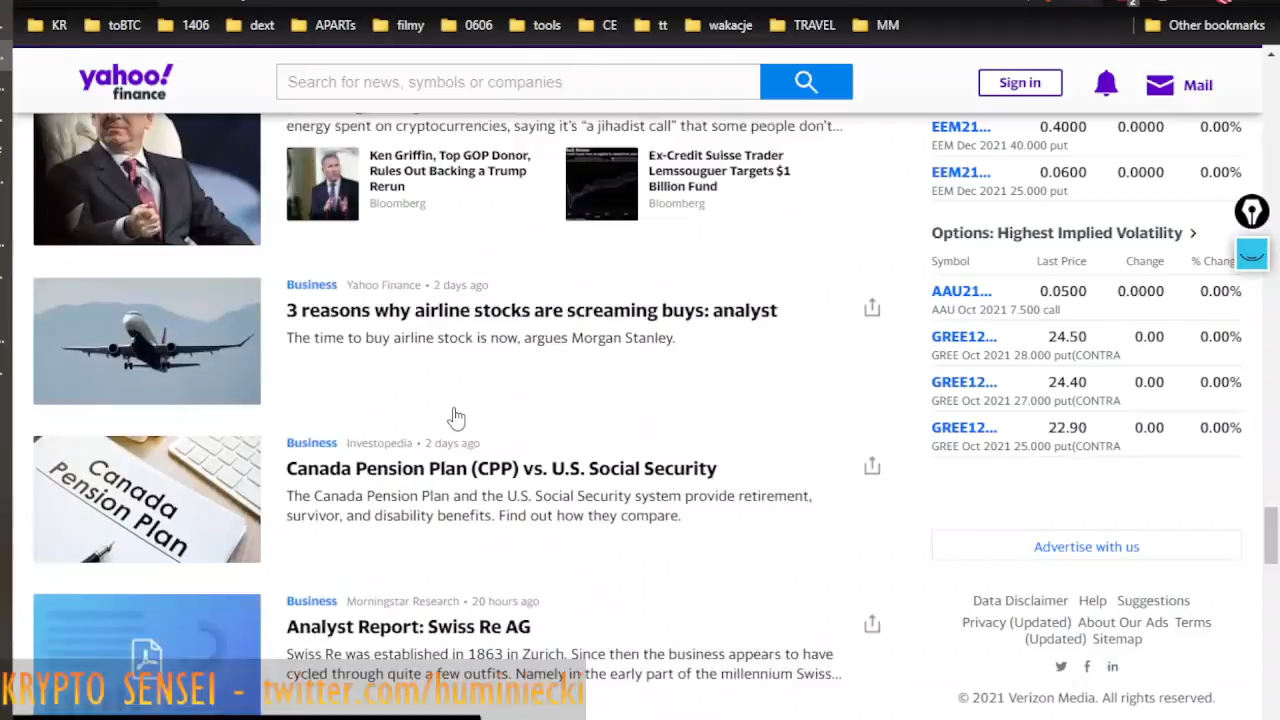 2
KR toBTC 1406 dext APARTs filmy 0606 tools CE tt wakacje TRAVEL MM Other bookmarks
yahoo!
finance
Search for news, symbols or companies
Sign in
Mail
energy spent on cryptocurrencies, saying it's "a jihadist call" that some people don't...
Ken Griffin, Top GOP Donor,
Rules Out Backing a Trump
Rerun
Bloomberg
Ex-Credit Suisse Trader
Lemssouguer Targets $1
Billion Fund
Bloomberg
Business Yahoo Finance • 2 days ago
3 reasons why airline stocks are screaming buys: analyst
The time to buy airline stock is now, argues Morgan Stanley.
Canada
Pension Plan
Business Investopedia • 2 days ago
Canada Pension Plan (CPP) vs. U.S. Social Security
The Canada Pension Plan and the U.S. Social Security system provide retirement,
survivor, and disability benefits. Find out how they compare.
Business Morningstar Research • 20 hours ago
Analyst Report: Swiss Re AG
Swiss Re was established in 1863 in Zurich. Since then the business appears to have
cycled through quite a few outfits. Namely in the early part of the millennium Swiss...
EEM21... 0.4000 0.0000 0.00%
EEM Dec 2021 40.000 put
EEM21... 0.0600 0.0000 0.00%
EEM Dec 2021 25.000 put
Options: Highest Implied Volatility >
Symbol Last Price Change % Chang
AAU21... 0.0500 0.0000 0.00%
AAU Oct 2021 7.500 call
GREE12... 24.50 0.00 0.00%
GREE Oct 2021 28.000 put(CONTRA
GREE12... 24.40 0.00 0.00%
GREE Oct 2021 27.000 put(CONTRA
GREE12... 22.90 0.00 0.00%
GREE Oct 2021 25.000 put(CONTRA
Advertise with us
Data Disclaimer Help Suggestions
Privacy (Updated) About Our Ads Terms
(Updated) Sitemap
© 2021 Verizon Media. All rights reserved.
KRYPTO SENSEI - twitter.com/huminiecki